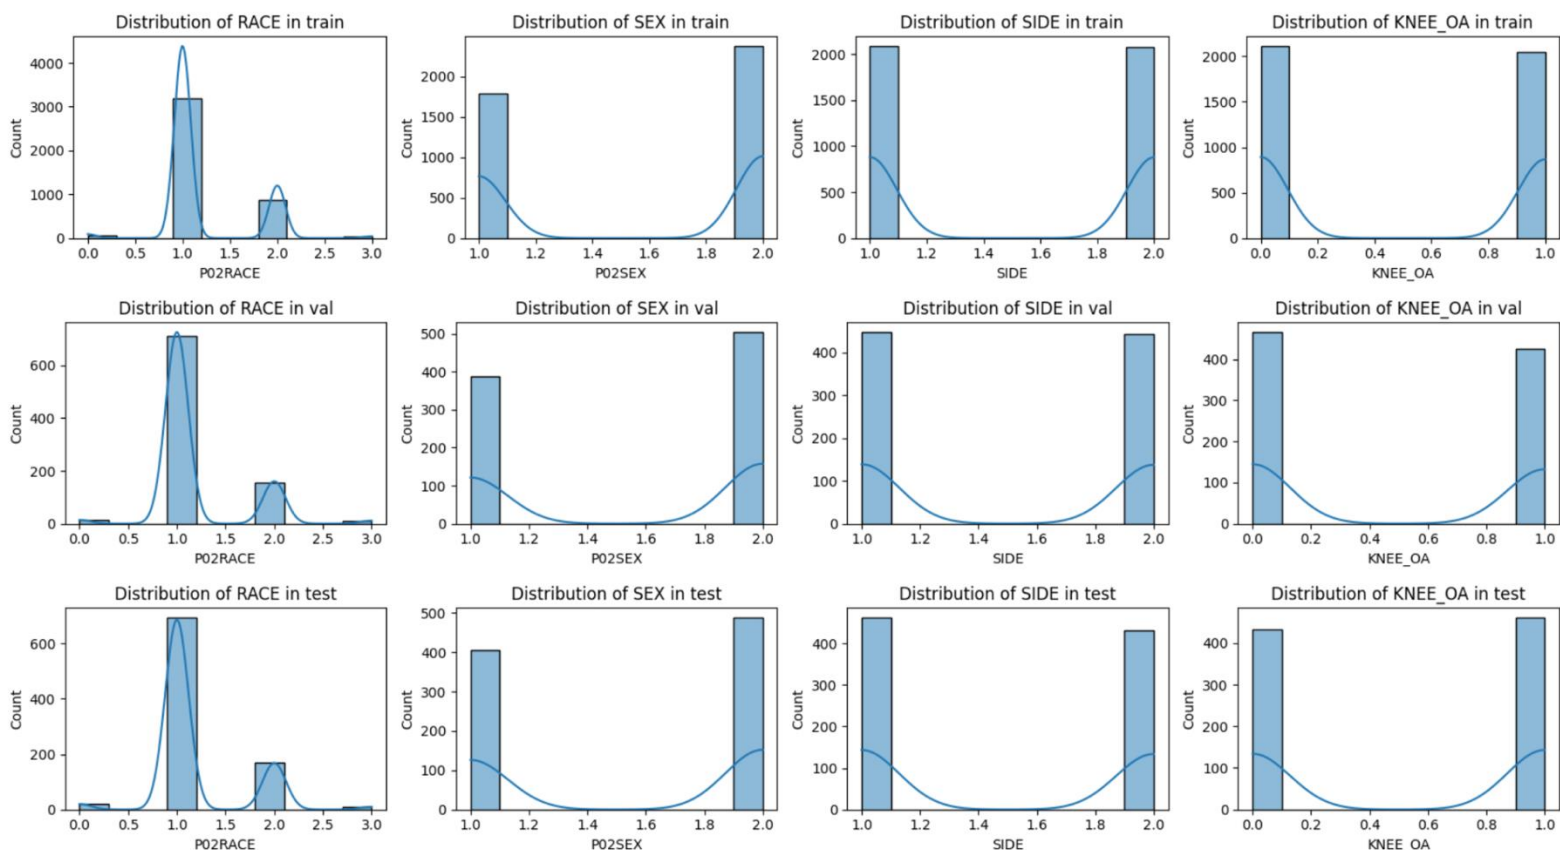 Distribution of RACE in train
Count
4000
3000
2000
1000
0
0.0 0.5 1.0 1.5 2.0 2.5 3.0
P02RACE
Distribution of SEX in train
Count
2000
1500
1000
500
0
1.0 1.2 1.4 1.6 1.8 2.0
P02SEX
Distribution of SIDE in train
Count
2000
1500
1000
500
0
1.0 1.2 1.4 1.6 1.8 2.0
SIDE
Distribution of KNEE_OA in train
Count
2000
1500
1000
500
0
0.0 0.2 0.4 0.6 0.8 1.0
KNEE_OA
Distribution of RACE in val
Count
600
400
200
0
0.0 0.5 1.0 1.5 2.0 2.5 3.0
P02RACE
Distribution of SEX in val
Count
500
400
300
200
100
0
1.0 1.2 1.4 1.6 1.8 2.0
P02SEX
Distribution of SIDE in val
Count
400
300
200
100
0
1.0 1.2 1.4 1.6 1.8 2.0
SIDE
Distribution of KNEE_OA in val
Count
400
300
200
100
0
0.0 0.2 0.4 0.6 0.8 1.0
KNEE_OA
Distribution of RACE in test
Count
600
400
200
0
0.0 0.5 1.0 1.5 2.0 2.5 3.0
P02RACE
Distribution of SEX in test
Count
500
400
300
200
100
0
1.0 1.2 1.4 1.6 1.8 2.0
P02SEX
Distribution of SIDE in test
Count
400
300
200
100
0
1.0 1.2 1.4 1.6 1.8 2.0
SIDE
Distribution of KNEE_OA in test
Count
400
300
200
100
0
0.0 0.2 0.4 0.6 0.8 1.0
KNEE_OA